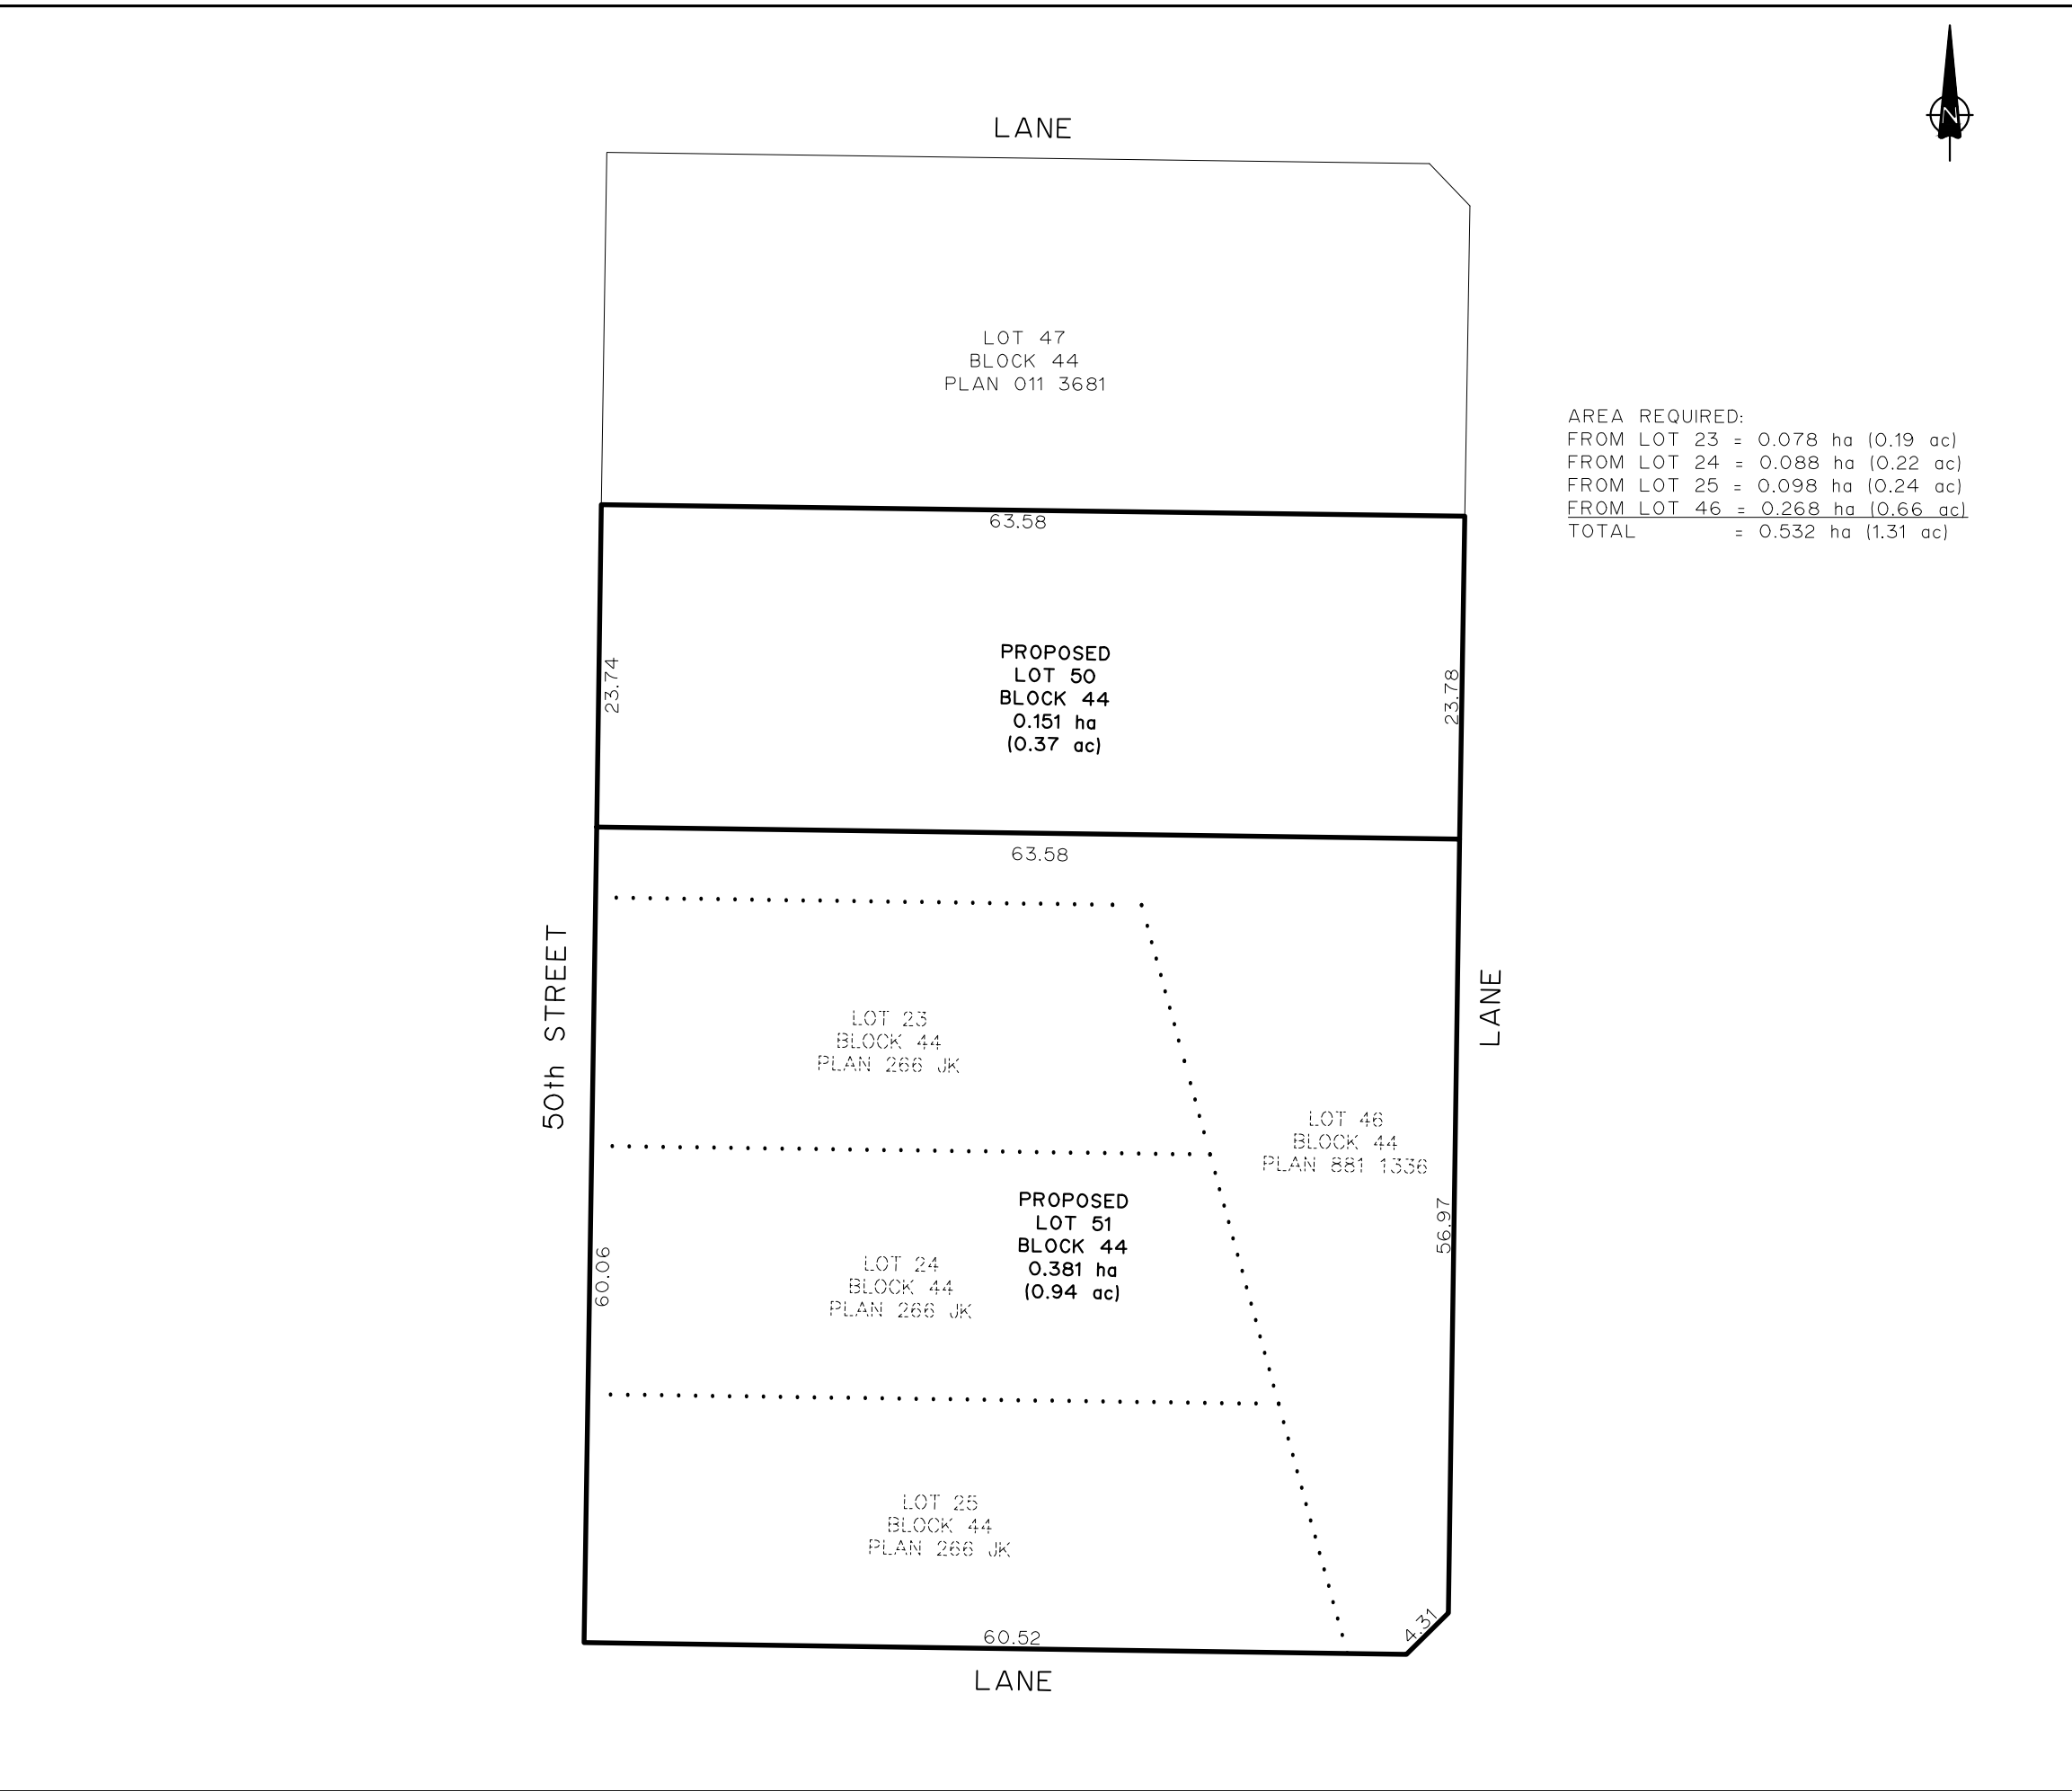 N
LANE
LOT 47
BLOCK 44
PLAN 011 3681
AREA REQUIRED:
FROM LOT 23 = 0.078 ha (0.19 ac)
FROM LOT 24 = 0.088 ha (0.22 ac)
FROM LOT 25 = 0.098 ha (0.24 ac)
FROM LOT 46 = 0.268 ha (0.66 ac)
TOTAL = 0.532 ha (1.31 ac)
63.58
23.74
PROPOSED
LOT 50
BLOCK 44
0.151 ha
(0.37 ac)
23.78
63.58
50th STREET
LANE
LOT 23
BLOCK 44
PLAN 266 JK
LOT 46
BLOCK 44
PLAN 881 1336
PROPOSED
LOT 51
BLOCK 44
0.381 ha
(0.94 ac)
LOT 24
BLOCK 44
PLAN 266 JK
60.06
56.97
LOT 25
BLOCK 44
PLAN 266 JK
4.31
60.52
LANE